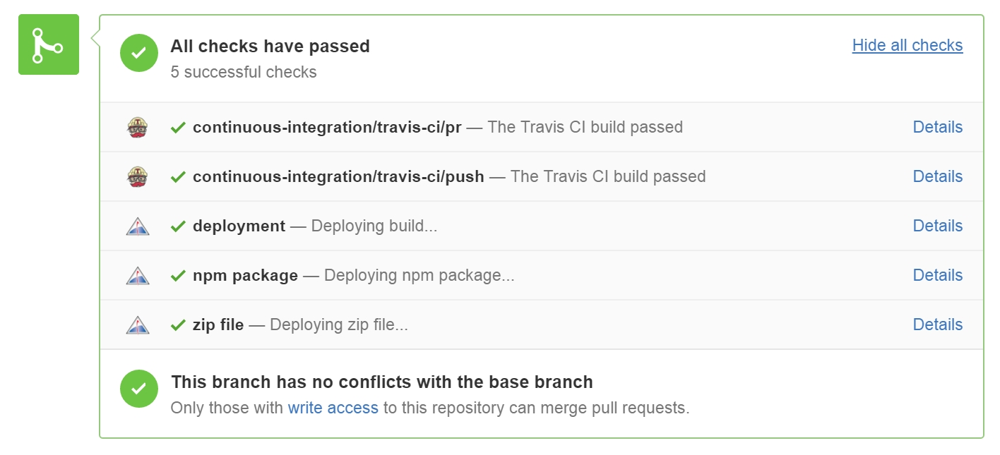 All checks have passed
Hide all checks
5 successful checks
continuous-integration/travis-ci/pr — The Travis CI build passed
Details
continuous-integration/travis-ci/push — The Travis CI build passed
Details
deployment — Deploying build...
Details
npm package — Deploying npm package...
Details
zip file — Deploying zip file...
Details
This branch has no conflicts with the base branch
Only those with write access to this repository can merge pull requests.